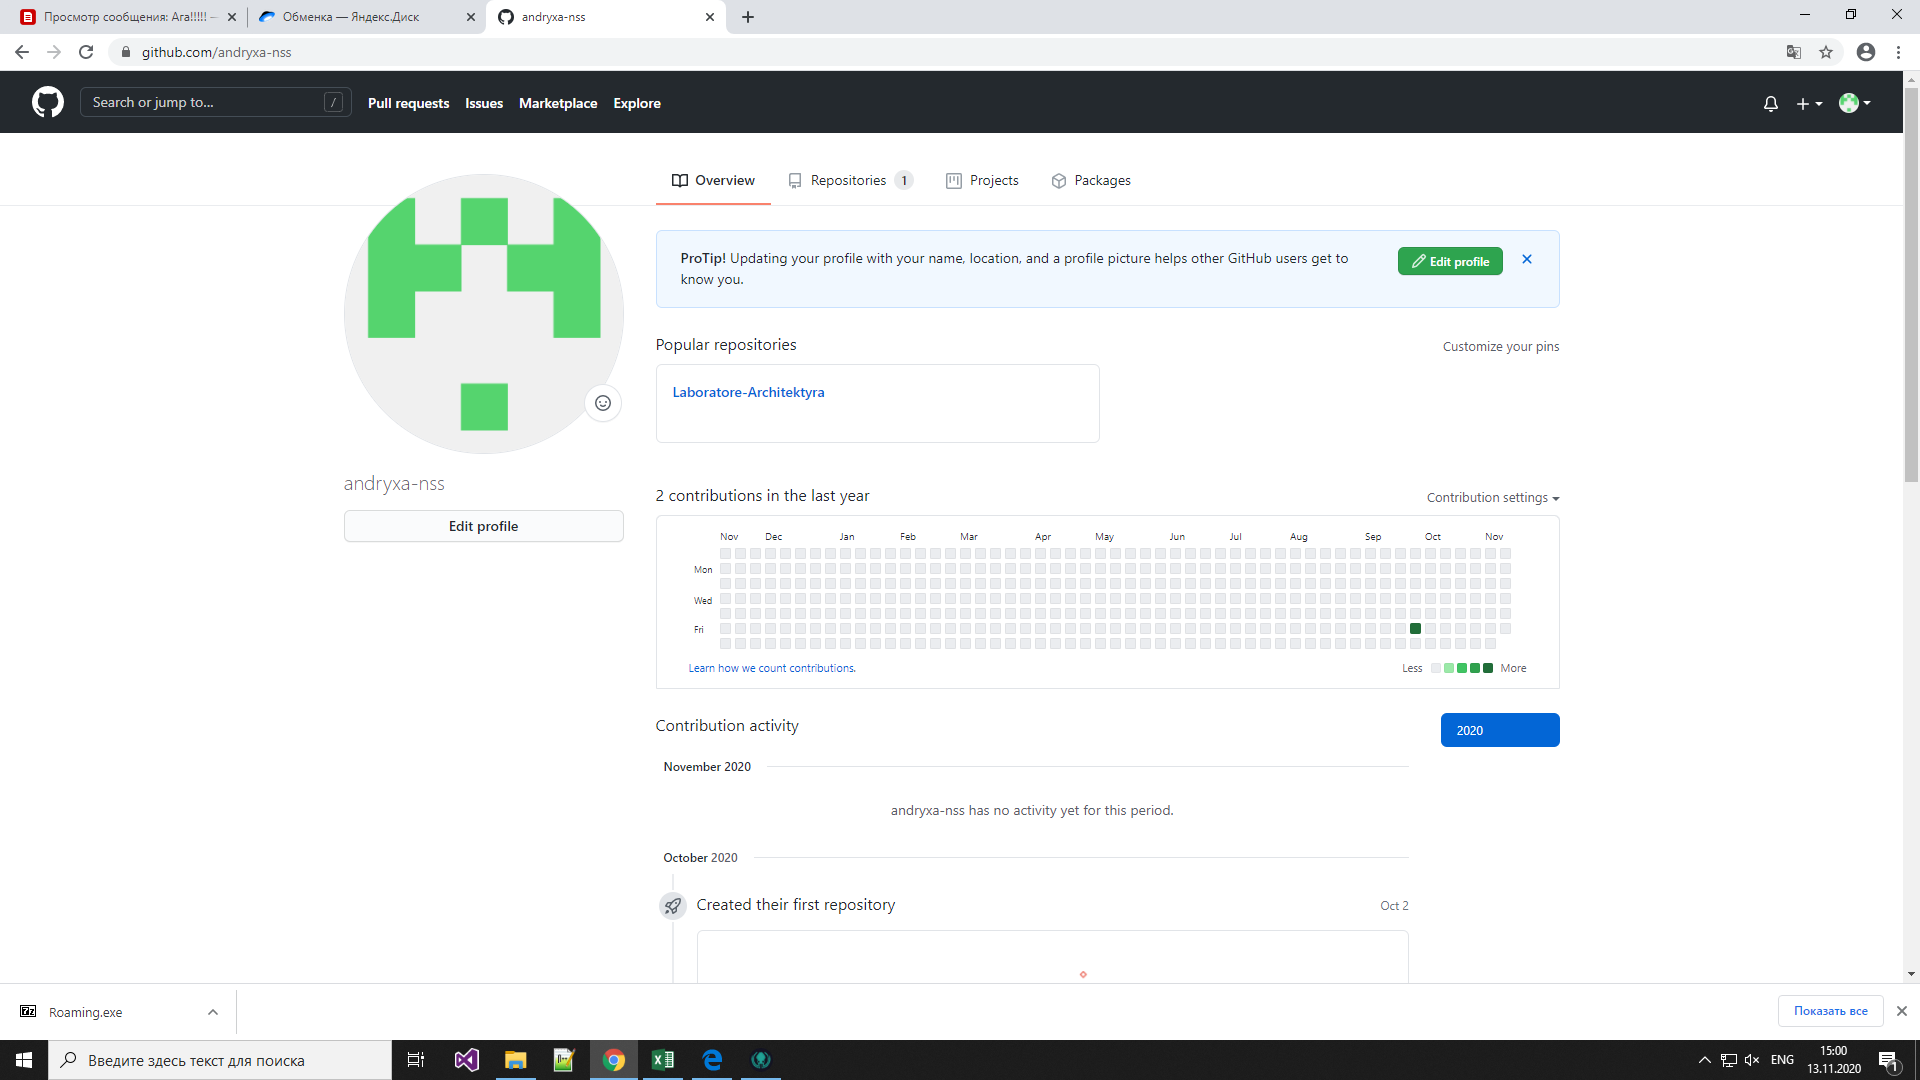 Просмотр сообщения: Ага!!!!! –
Обменка — Яндекс.Диск
andryxa-nss
github.com/andryxa-nss
Search or jump to...
/
Pull requests
Issues
Marketplace
Explore
Overview
Repositories 1
Projects
Packages
ProTip! Updating your profile with your name, location, and a profile picture helps other GitHub users get to
know you.
Edit profile
Popular repositories
Customize your pins
Laboratore-Architektyra
andryxa-nss
Edit profile
2 contributions in the last year
Contribution settings
Nov Dec Jan Feb Mar Apr May Jun Jul Aug Sep Oct Nov
Mon
Wed
Fri
Learn how we count contributions.
Less
More
Contribution activity
2020
November 2020
andryxa-nss has no activity yet for this period.
October 2020
Created their first repository
Oct 2
Roaming.exe
Показать все
Введите здесь текст для поиска
ENG
15:00
13.11.2020
1